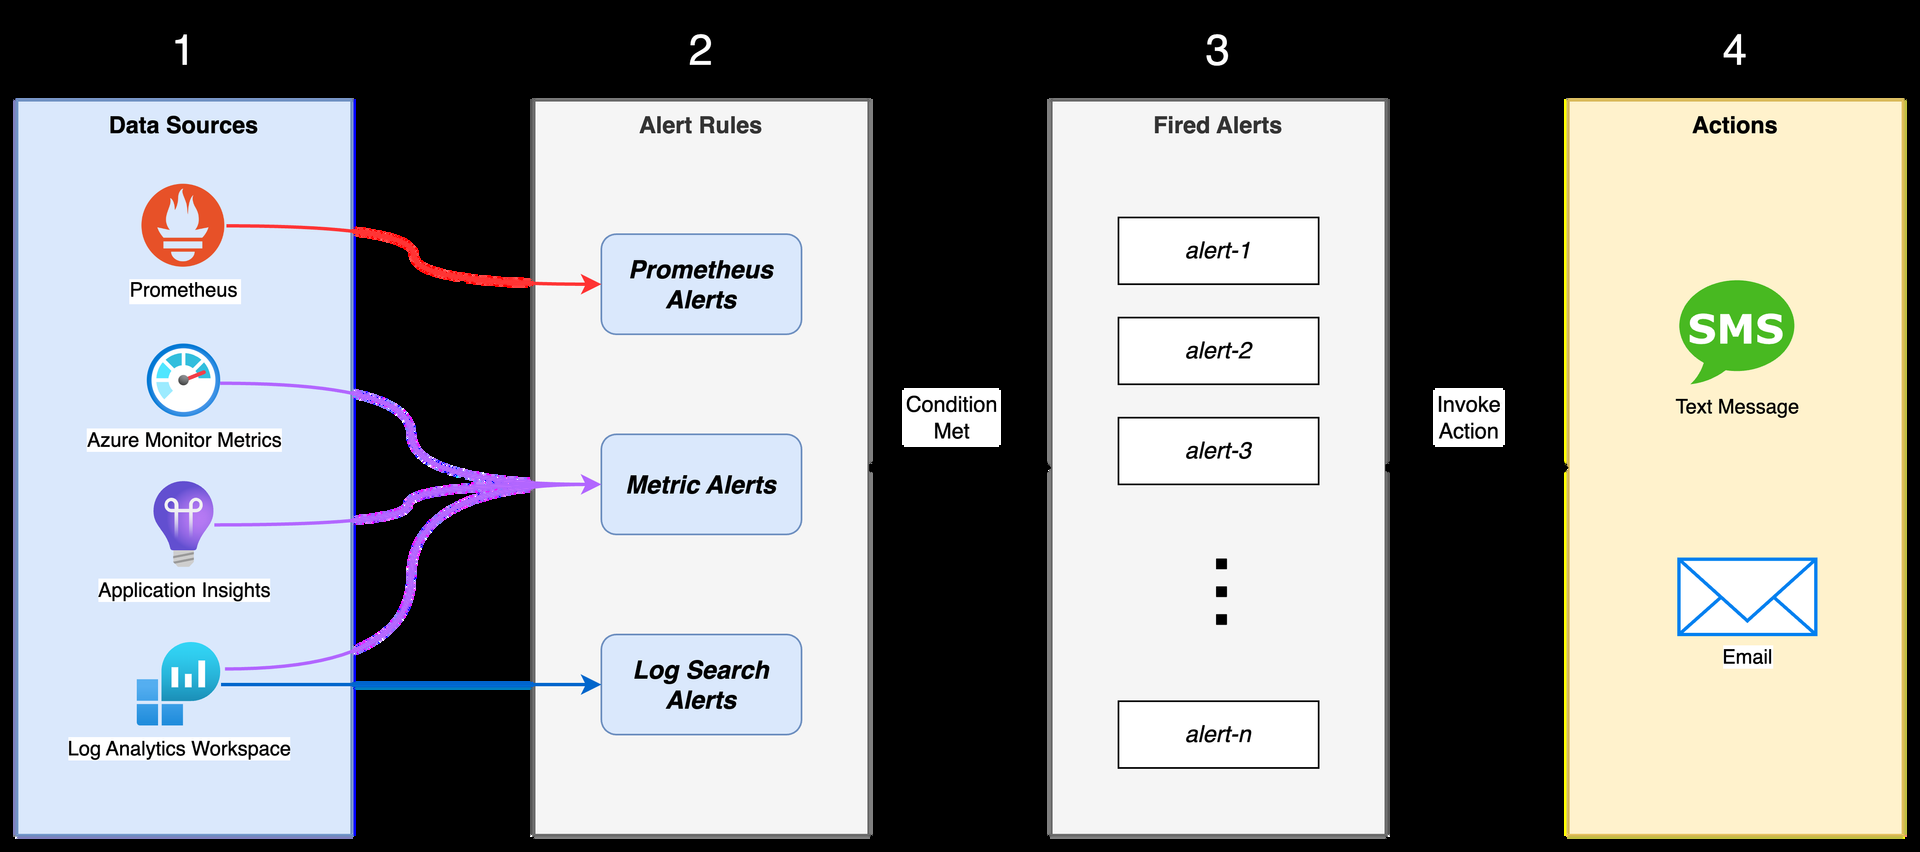 1
2
3
4
Data Sources
Prometheus
Azure Monitor Metrics
Application Insights
Log Analytics Workspace
Alert Rules
Prometheus
Alerts
Metric Alerts
Log Search
Alerts
Condition
Met
Fired Alerts
alert-1
alert-2
alert-3
alert-n
Invoke
Action
Actions
SMS
Text Message
Email